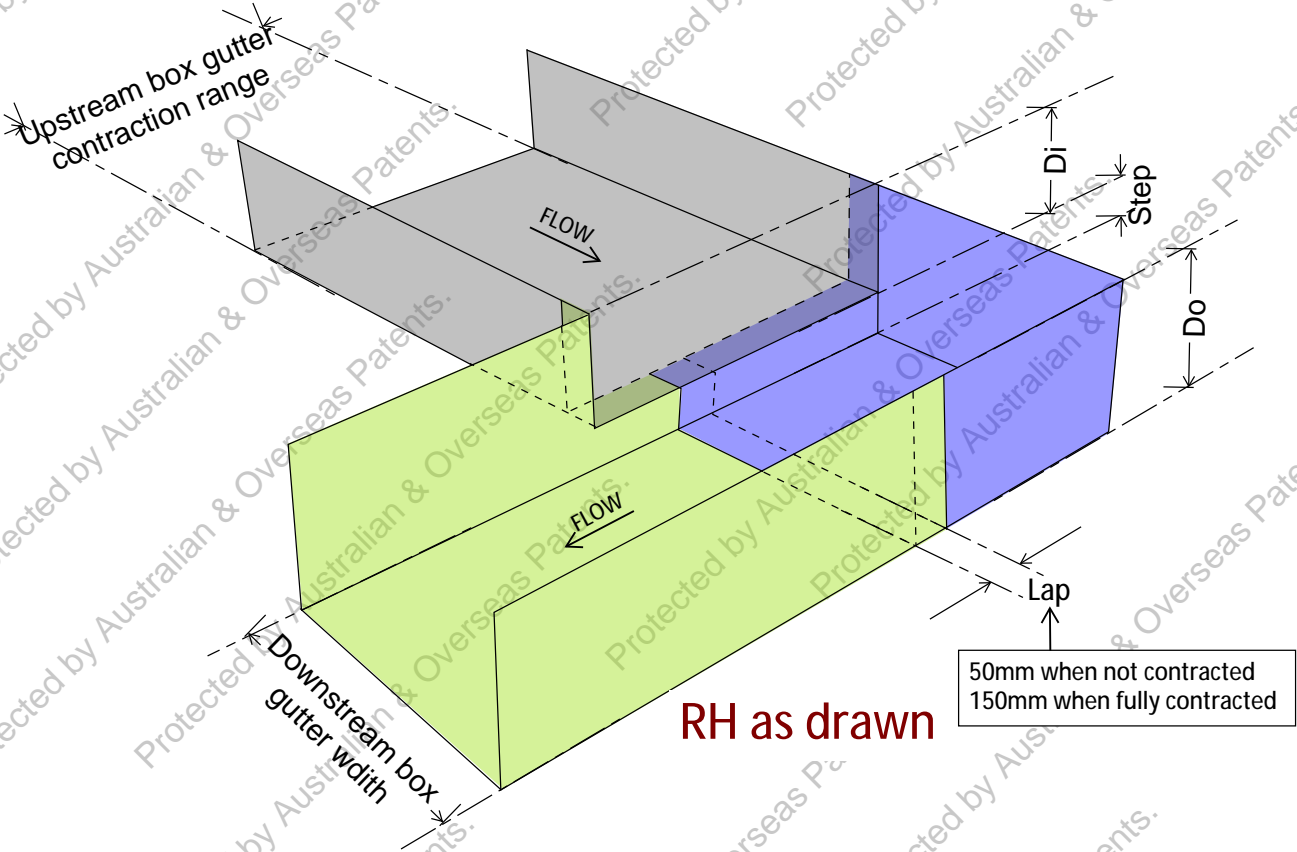 Upstream box gutter
contraction range
FLOW
Di
Step
Do
FLOW
Lap
50mm when not contracted
150mm when fully contracted
Downstream box
gutter wdith
RH as drawn
Protected by Australian & Overseas Patents.